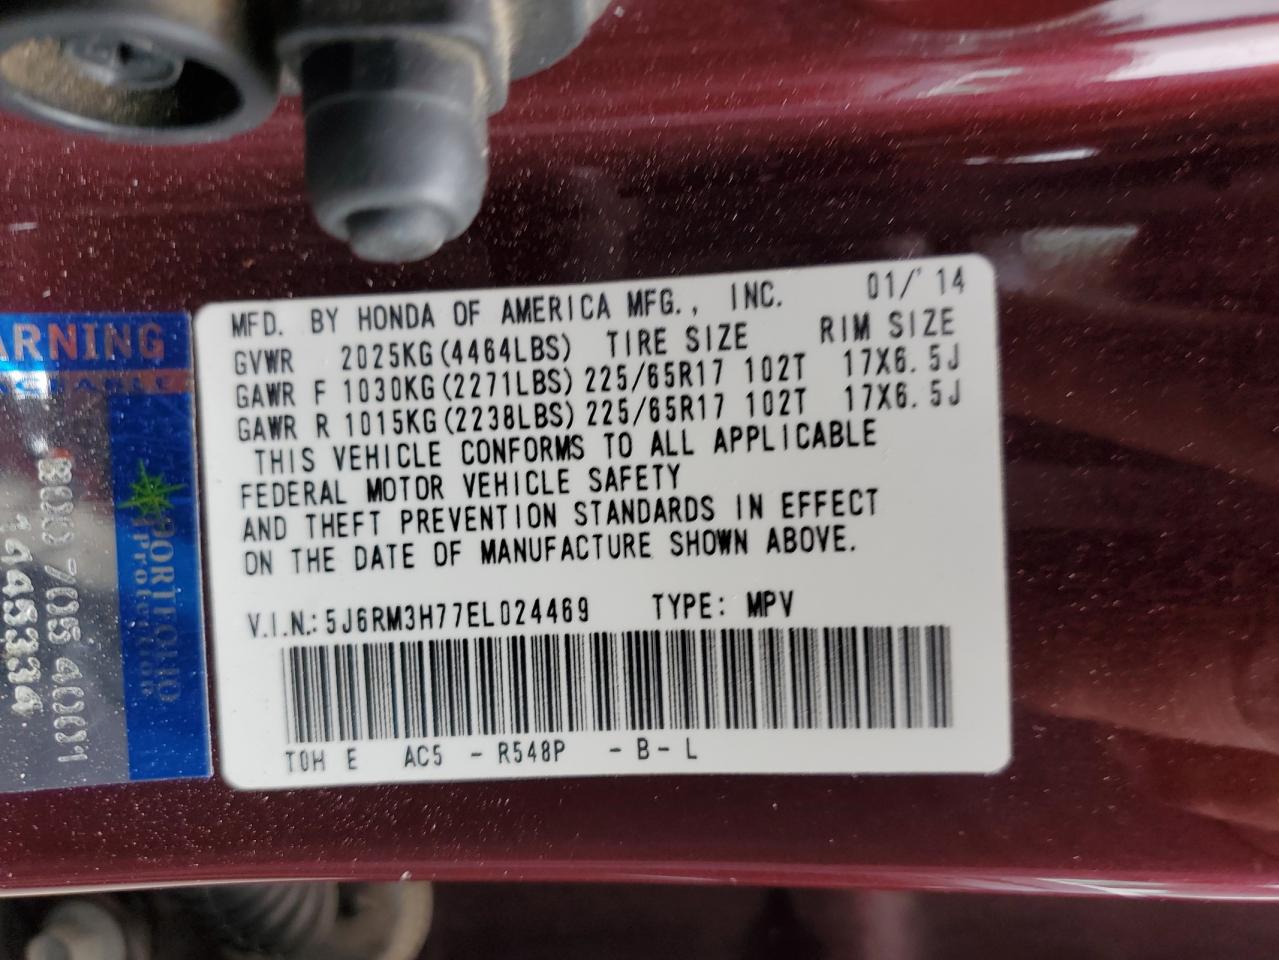 MFD. BY HONDA OF AMERICA MFG., INC. 01/'14
GVWR 2025KG(4464LBS) TIRE SIZE RIM SIZE
GAWR F 1030KG(2271LBS) 225/65R17 102T 17X6.5J
GAWR R 1015KG(2238LBS) 225/65R17 102T 17X6.5J
THIS VEHICLE CONFORMS TO ALL APPLICABLE
FEDERAL MOTOR VEHICLE SAFETY
AND THEFT PREVENTION STANDARDS IN EFFECT
ON THE DATE OF MANUFACTURE SHOWN ABOVE.
V.I.N.: 5J6RM3H77EL024469 TYPE: MPV
TOH E AC5 - R548P - B - L
ARNING
PORTFOLIO
Protection